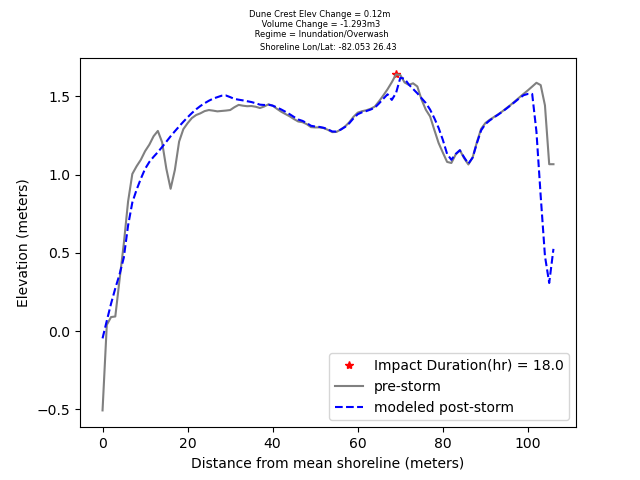 Dune Crest Elev Change = 0.12m
Volume Change = -1.293m3
Regime = Inundation/Overwash
Shoreline Lon/Lat: -82.053 26.43
1.5
1.0
0.5
0.0
−0.5
Elevation (meters)
Impact Duration(hr) = 18.0
pre-storm
modeled post-storm
0 20 40 60 80 100
Distance from mean shoreline (meters)